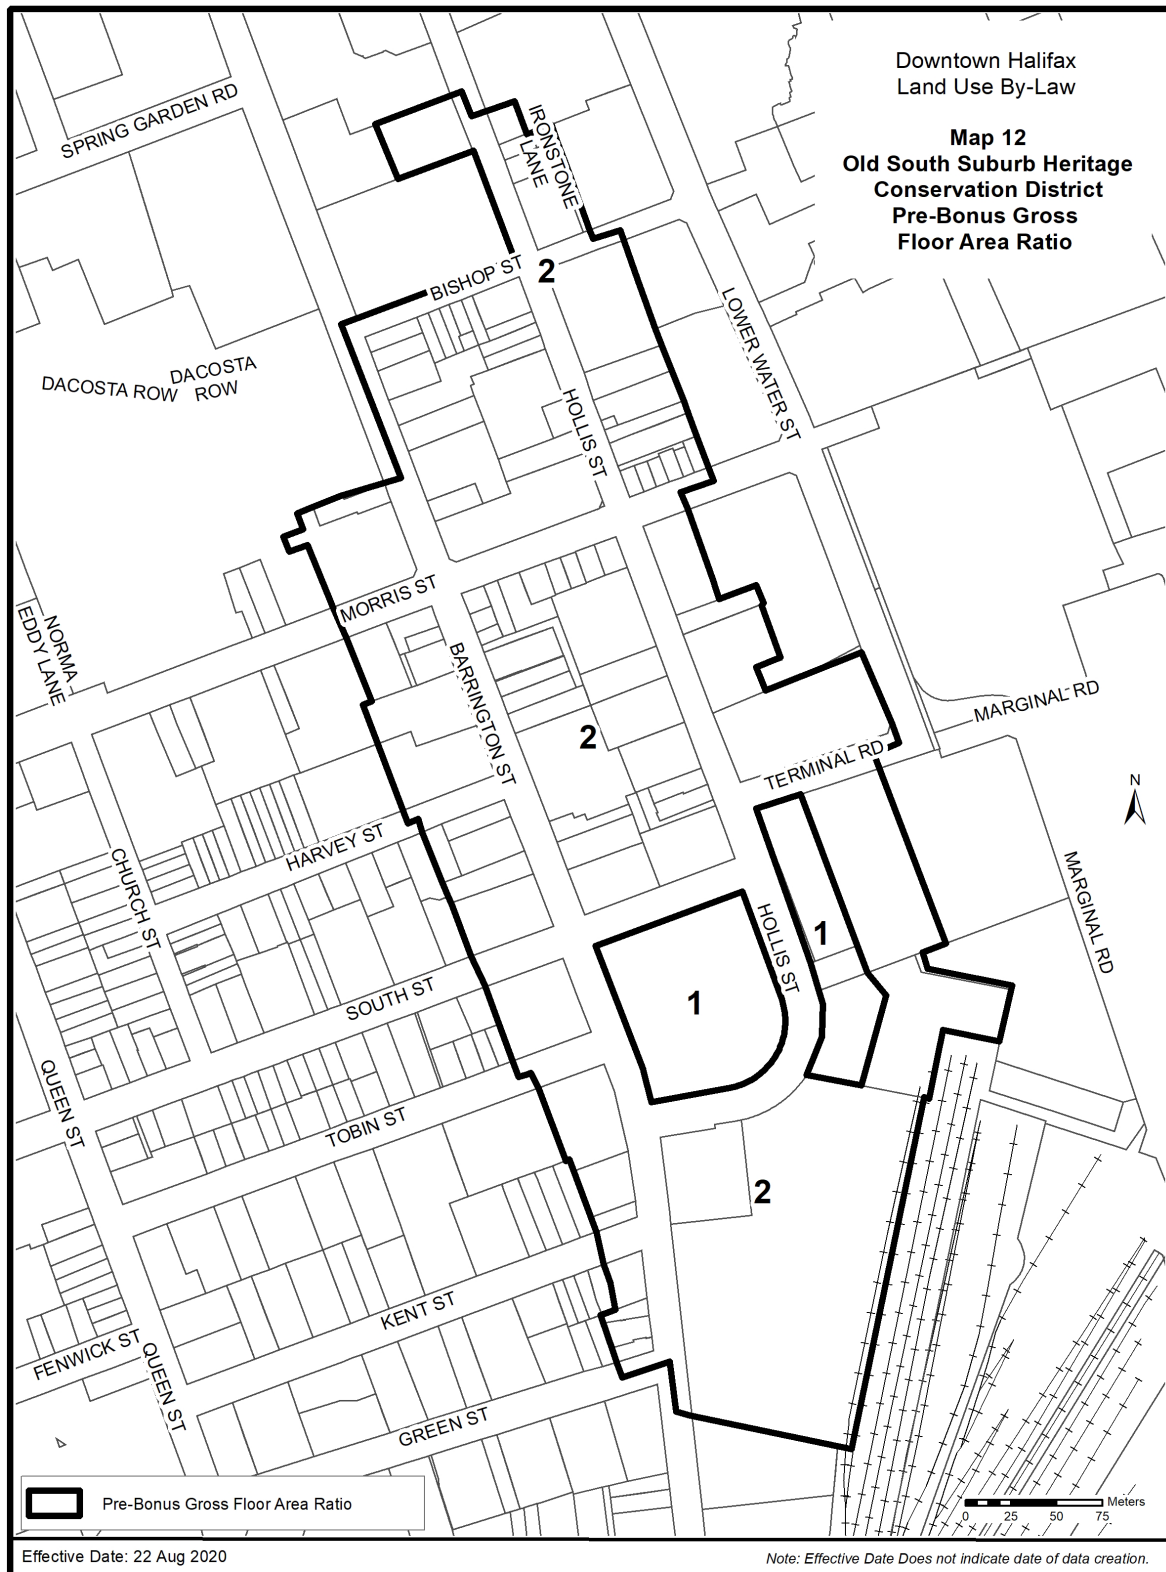 Downtown Halifax
Land Use By-Law
Map 12
Old South Suburb Heritage
Conservation District
Pre-Bonus Gross
Floor Area Ratio
SPRING GARDEN RD
IRONSTONE
LANE
BISHOP ST
2
LOWER WATER ST
DACOSTA ROW
DACOSTA
ROW
HOLLIS ST
MORRIS ST
NORMA
EDDY LANE
BARRINGTON ST
MARGINAL RD
2
TERMINAL RD
N
HARVEY ST
CHURCH ST
MARGINAL RD
HOLLIS ST
1
1
SOUTH ST
QUEEN ST
TOBIN ST
2
KENT ST
FENWICK ST
QUEEN ST
GREEN ST
Pre-Bonus Gross Floor Area Ratio
Meters
0 25 50 75
Effective Date: 22 Aug 2020
Note: Effective Date Does not indicate date of data creation.